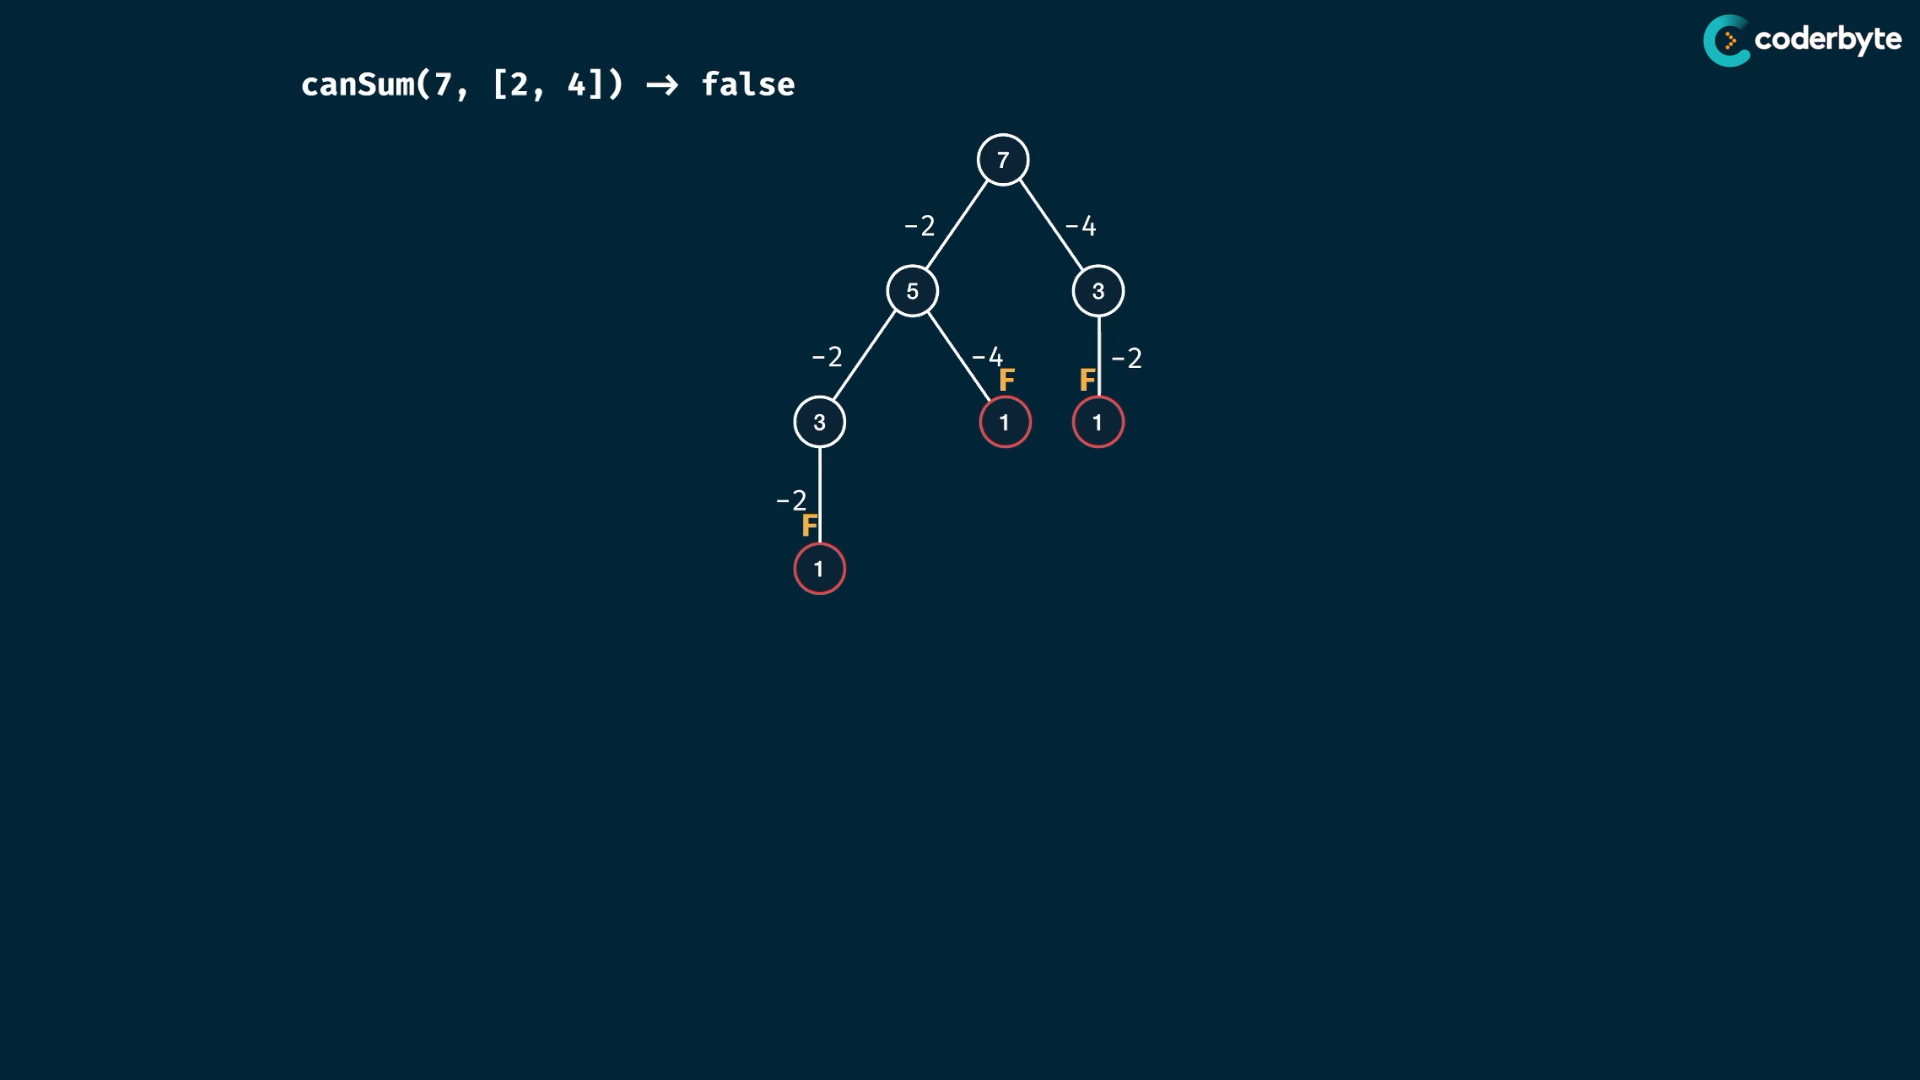 coderbyte
canSum(7, [2, 4]) → false
7
-2 -4
5 3
-2 -4 -2
F F
3 1 1
-2
F
1